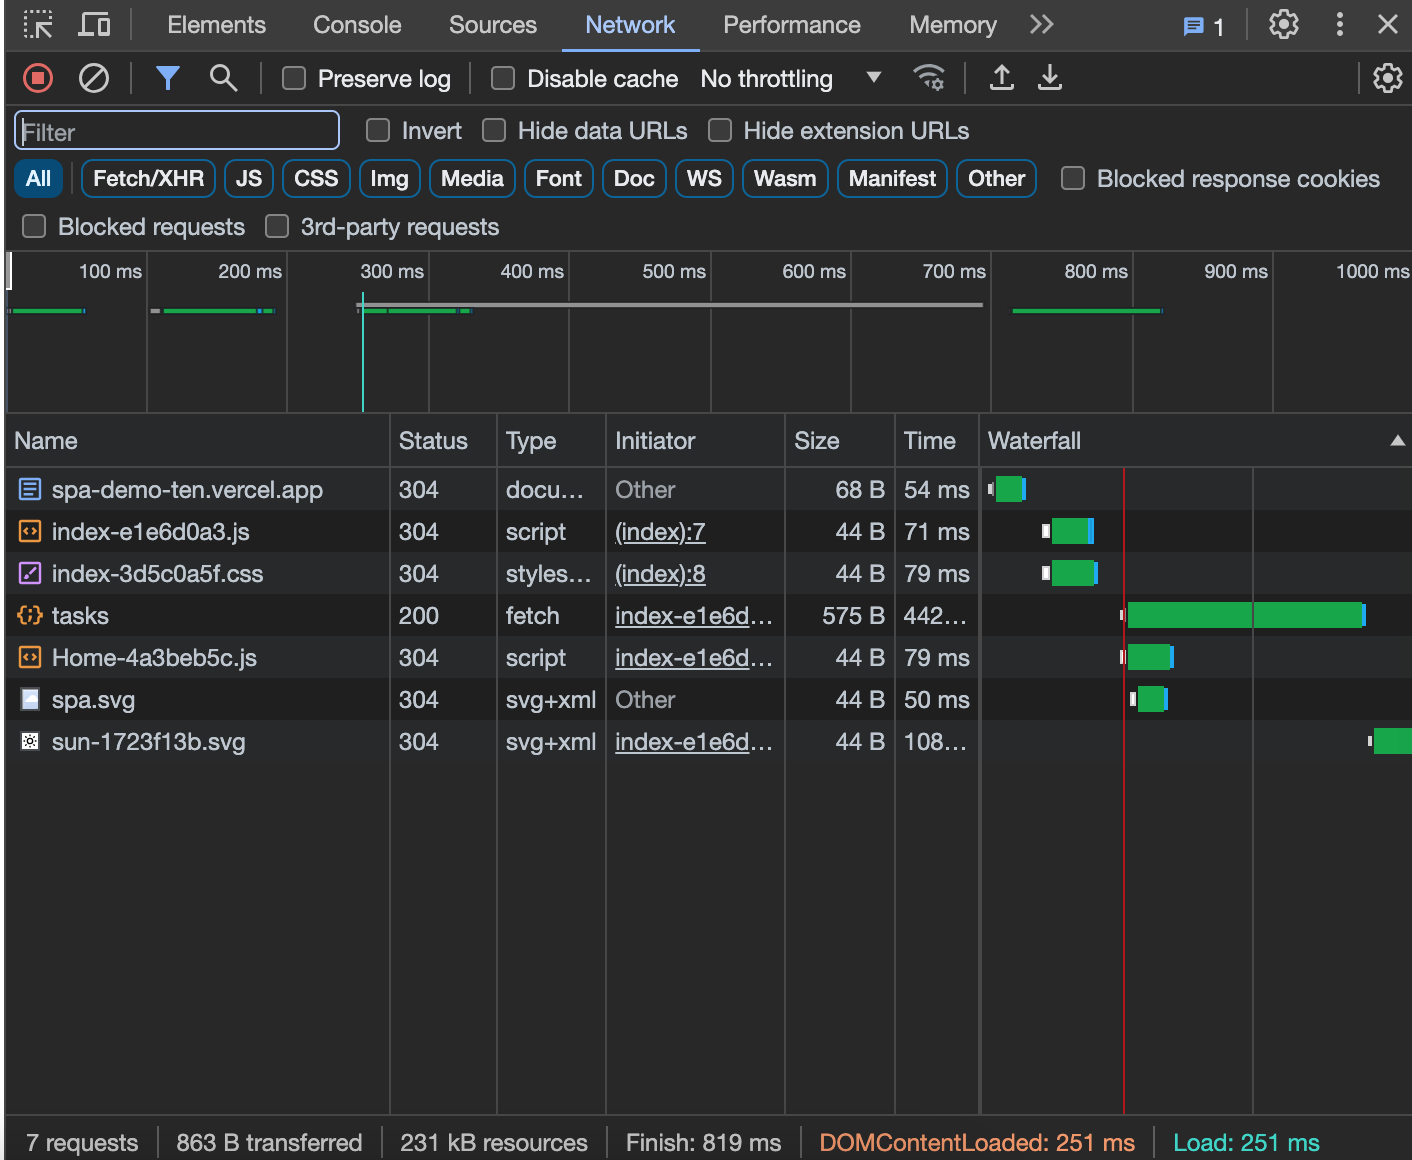 Elements Console Sources Network Performance Memory 1
Preserve log Disable cache No throttling
Filter Invert Hide data URLs Hide extension URLs
All Fetch/XHR JS CSS Img Media Font Doc WS Wasm Manifest Other Blocked response cookies
Blocked requests 3rd-party requests
100 ms 200 ms 300 ms 400 ms 500 ms 600 ms 700 ms 800 ms 900 ms 1000 ms
Name Status Type Initiator Size Time Waterfall
spa-demo-ten.vercel.app 304 docu... Other 68 B 54 ms
index-e1e6d0a3.js 304 script (index):7 44 B 71 ms
index-3d5c0a5f.css 304 styles... (index):8 44 B 79 ms
tasks 200 fetch index-e1e6d... 575 B 442...
Home-4a3beb5c.js 304 script index-e1e6d... 44 B 79 ms
spa.svg 304 svg+xml Other 44 B 50 ms
sun-1723f13b.svg 304 svg+xml index-e1e6d... 44 B 108...
7 requests 863 B transferred 231 kB resources Finish: 819 ms DOMContentLoaded: 251 ms Load: 251 ms